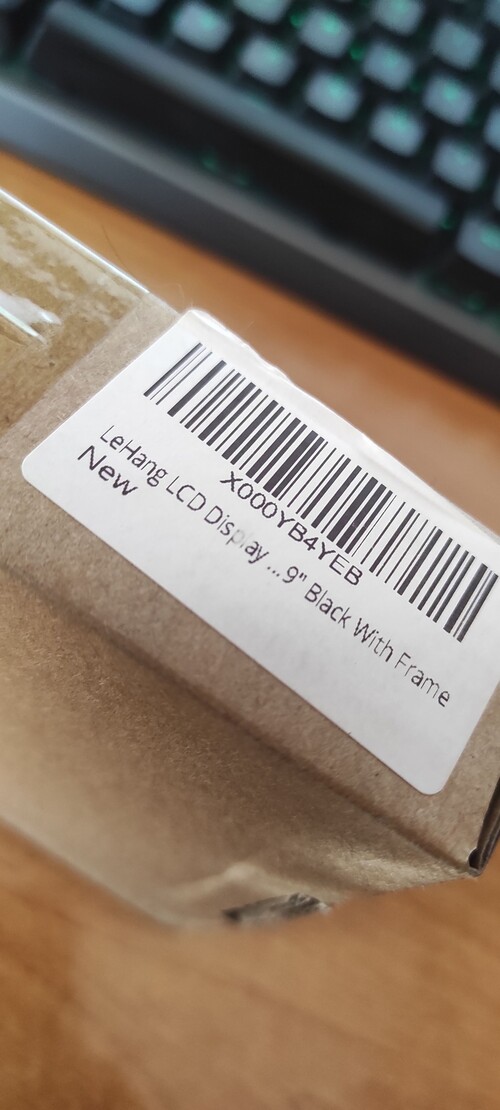 X000YB4YEB
LeHang LCD Display ...9" Black With Frame
New